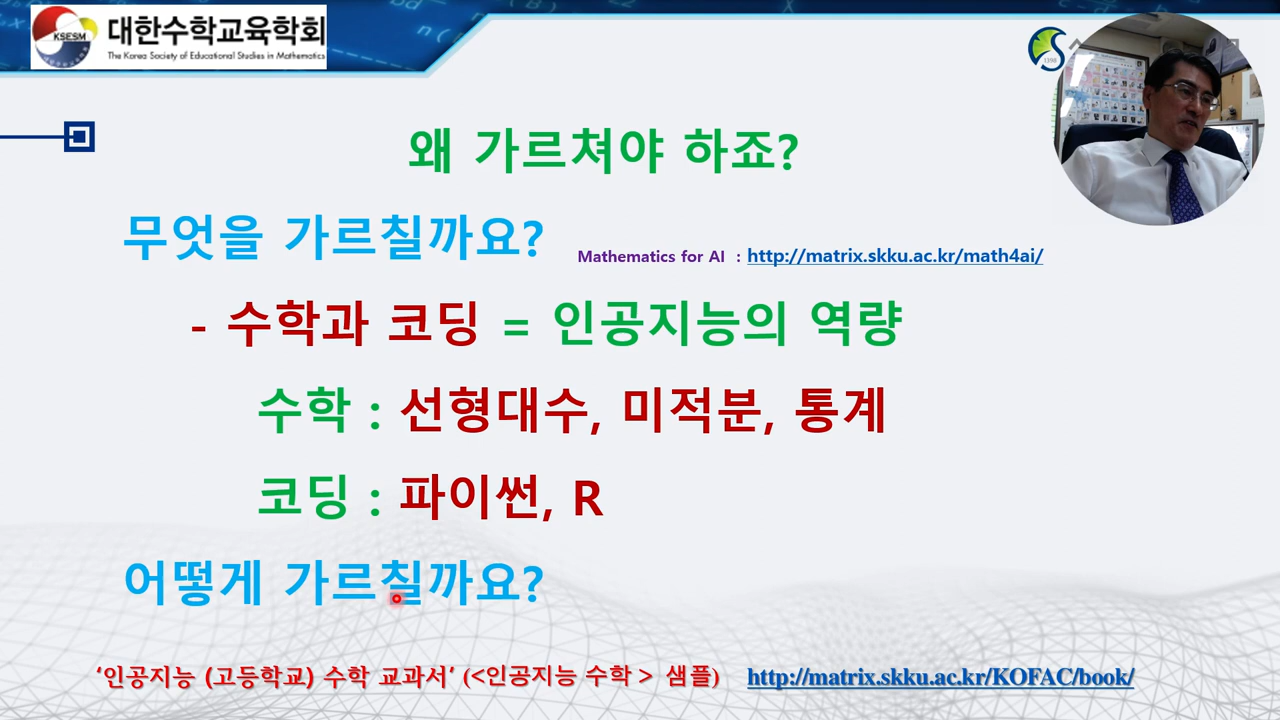 KSESM
대한수학교육학회
The Korea Society of Educational Studies in Mathematics
1398
왜 가르쳐야 하죠?
무엇을 가르칠까요?
Mathematics for AI : http://matrix.skku.ac.kr/math4ai/
- 수학과 코딩 = 인공지능의 역량
수학 : 선형대수, 미적분, 통계
코딩 : 파이썬, R
어떻게 가르칠까요?
‘인공지능 (고등학교) 수학 교과서’ (<인공지능 수학 > 샘플) http://matrix.skku.ac.kr/KOFAC/book/